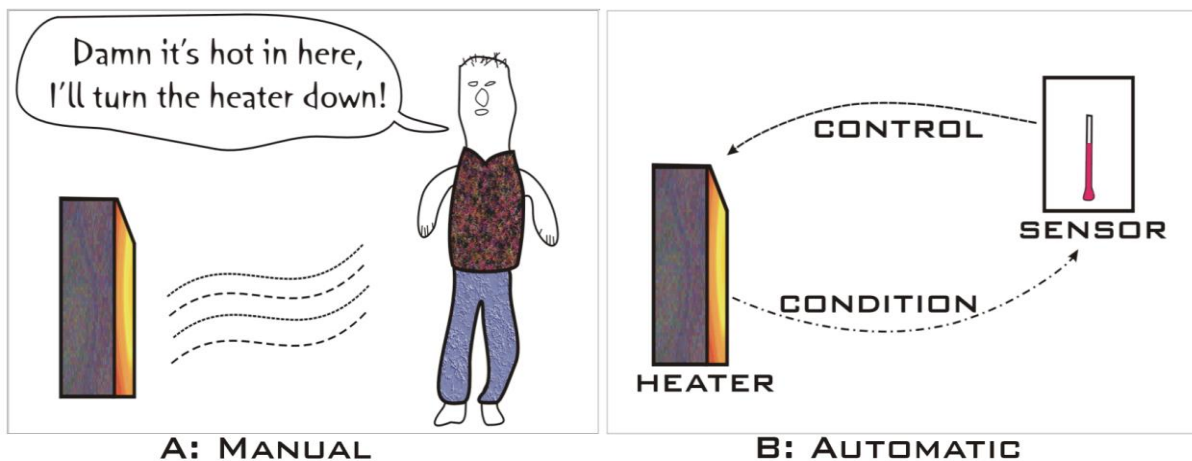 Damn it's hot in here,
I'll turn the heater down!
A: MANUAL
CONTROL
SENSOR
CONDITION
HEATER
B: AUTOMATIC